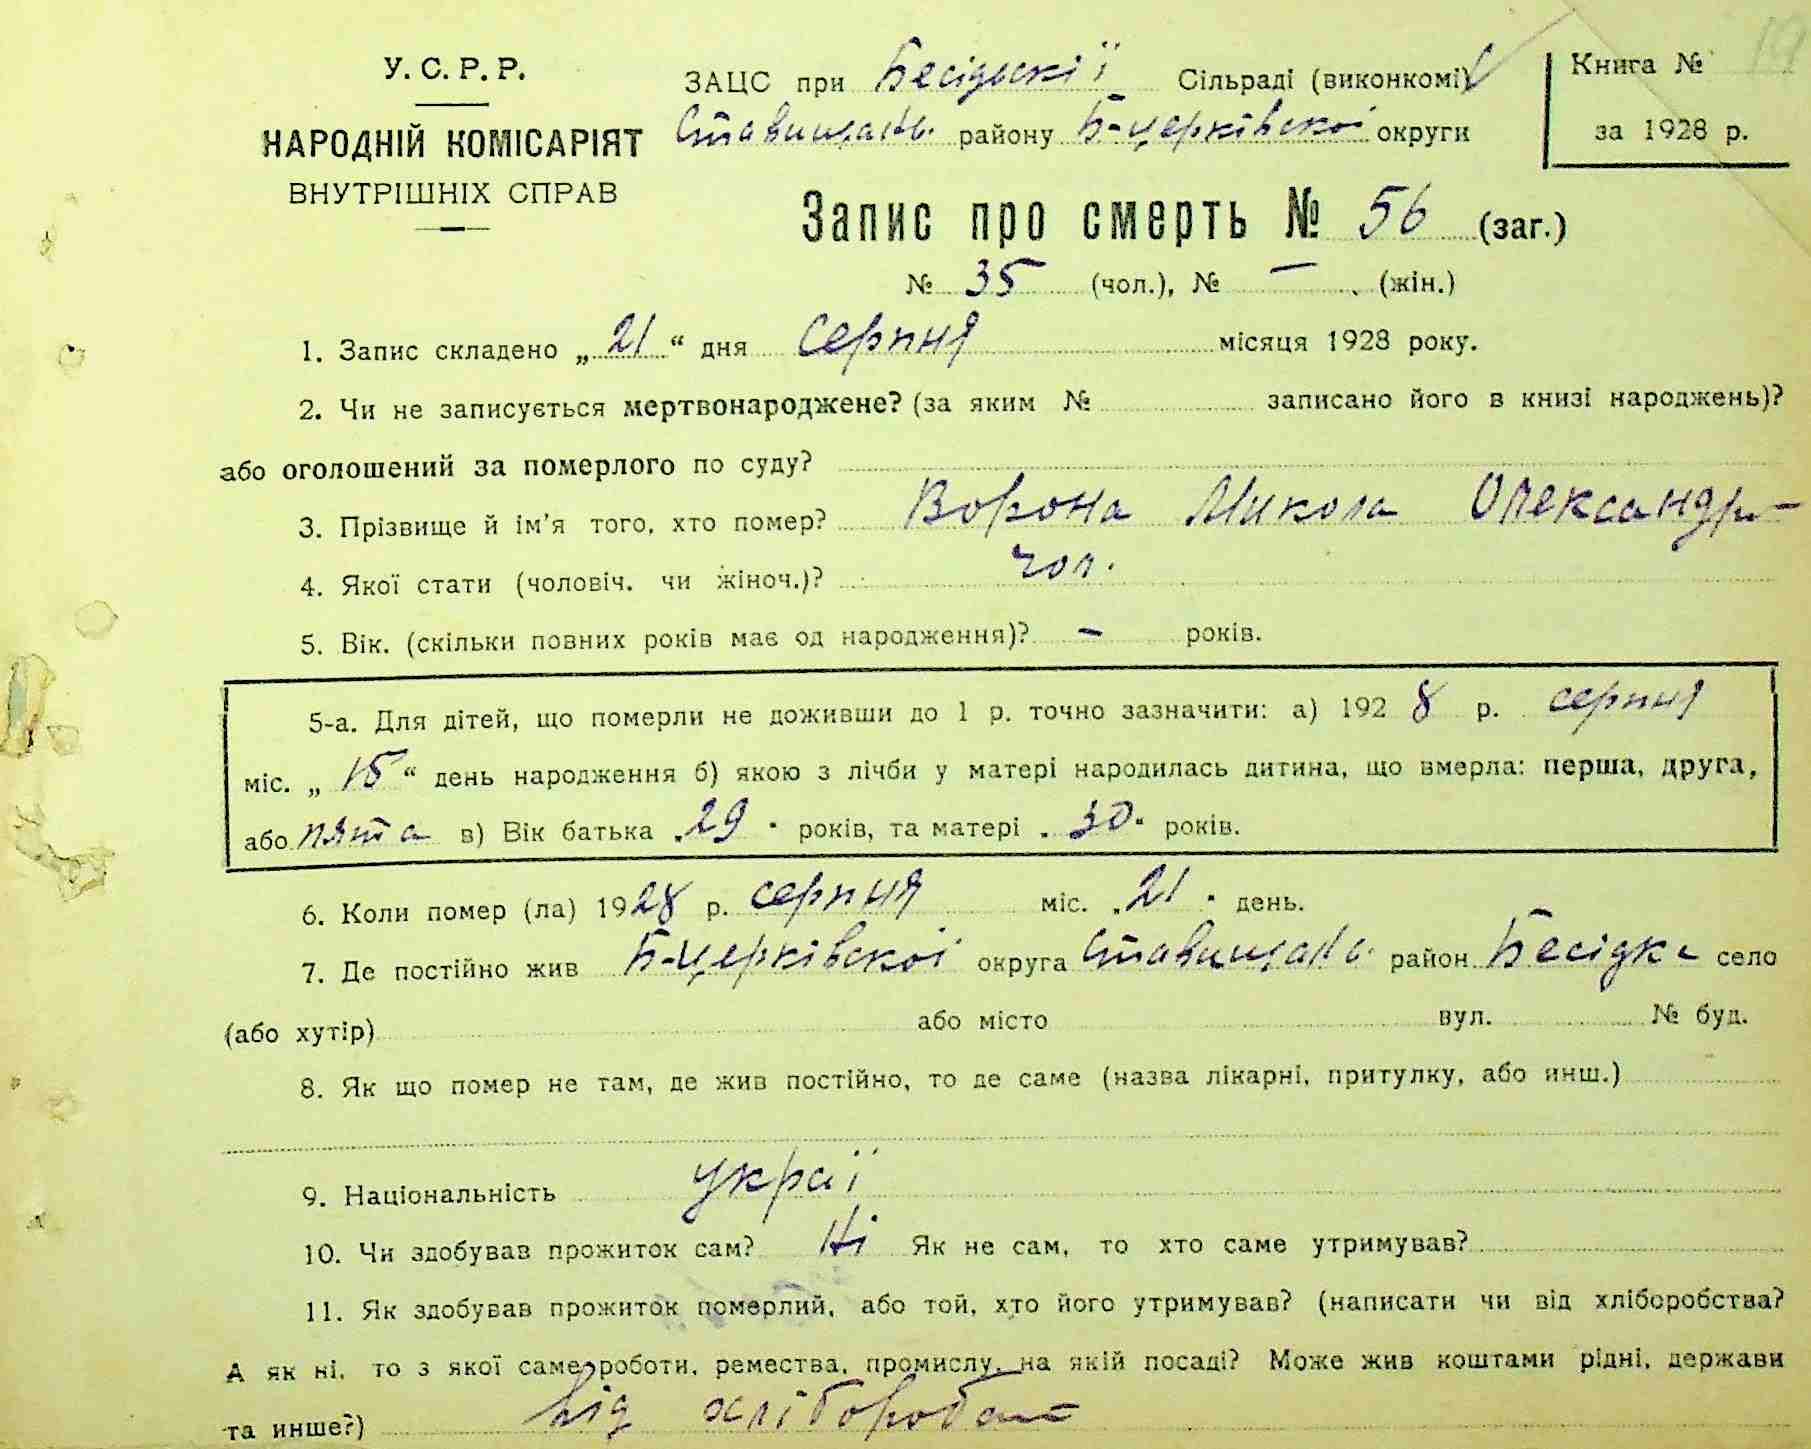 У.С.Р.Р.
НАРОДНІЙ КОМІСАРІЯТ
ВНУТРІШНІХ СПРАВ
ЗАЦС при Бесідьскії Сільраді (виконкомі)
Ставищань. району Б-церківскоі округи
Книга № 19
за 1928 р.
Запис про смерть № 56 (заг.)
№ 35 (чол.), № — (жін.)
1. Запис складено „21“ дня Серпня місяця 1928 року.
2. Чи не записується мертвонароджене? (за яким № записано його в книзі народжень)?
або оголошений за померлого по суду?
3. Прізвище й ім'я того, хто помер? Ворона Микола Олександр
4. Якої стати (чоловіч. чи жіноч.)? чол.
5. Вік. (скільки повних років має од народження)? — років.
5-а. Для дітей, що померли не доживши до 1 р. точно зазначити: а) 1928 р. серпня
міс. „15“ день народження б) якою з лічби у матері народилась дитина, що вмерла: перша, друга,
або пята в) Вік батька „29“ років, та матері „30“ років.
6. Коли помер (ла) 1928 р. серпня міс. „21“ день.
7. Де постійно жив Б-церківскоі округа Ставищань. район Бесідка село
(або хутір) або місто вул. № буд.
8. Як що помер не там, де жив постійно, то де саме (назва лікарні, притулку, або инш.)
9. Національність украї
10. Чи здобував прожиток сам? Ні Як не сам, то хто саме утримував?
11. Як здобував прожиток померлий, або той, хто його утримував? (написати чи від хліборобства?
А як ні, то з якої саме роботи, ремества, промислу, на якій посаді? Може жив коштами рідні, держави
та инше?) від хлібороб